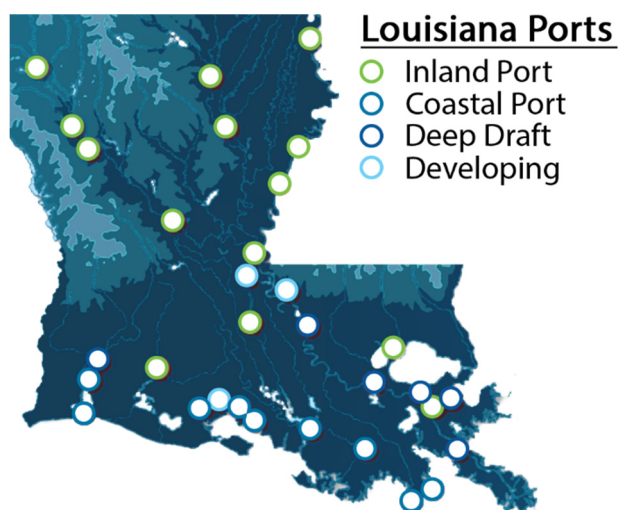 Louisiana Ports
Inland Port
Coastal Port
Deep Draft
Developing